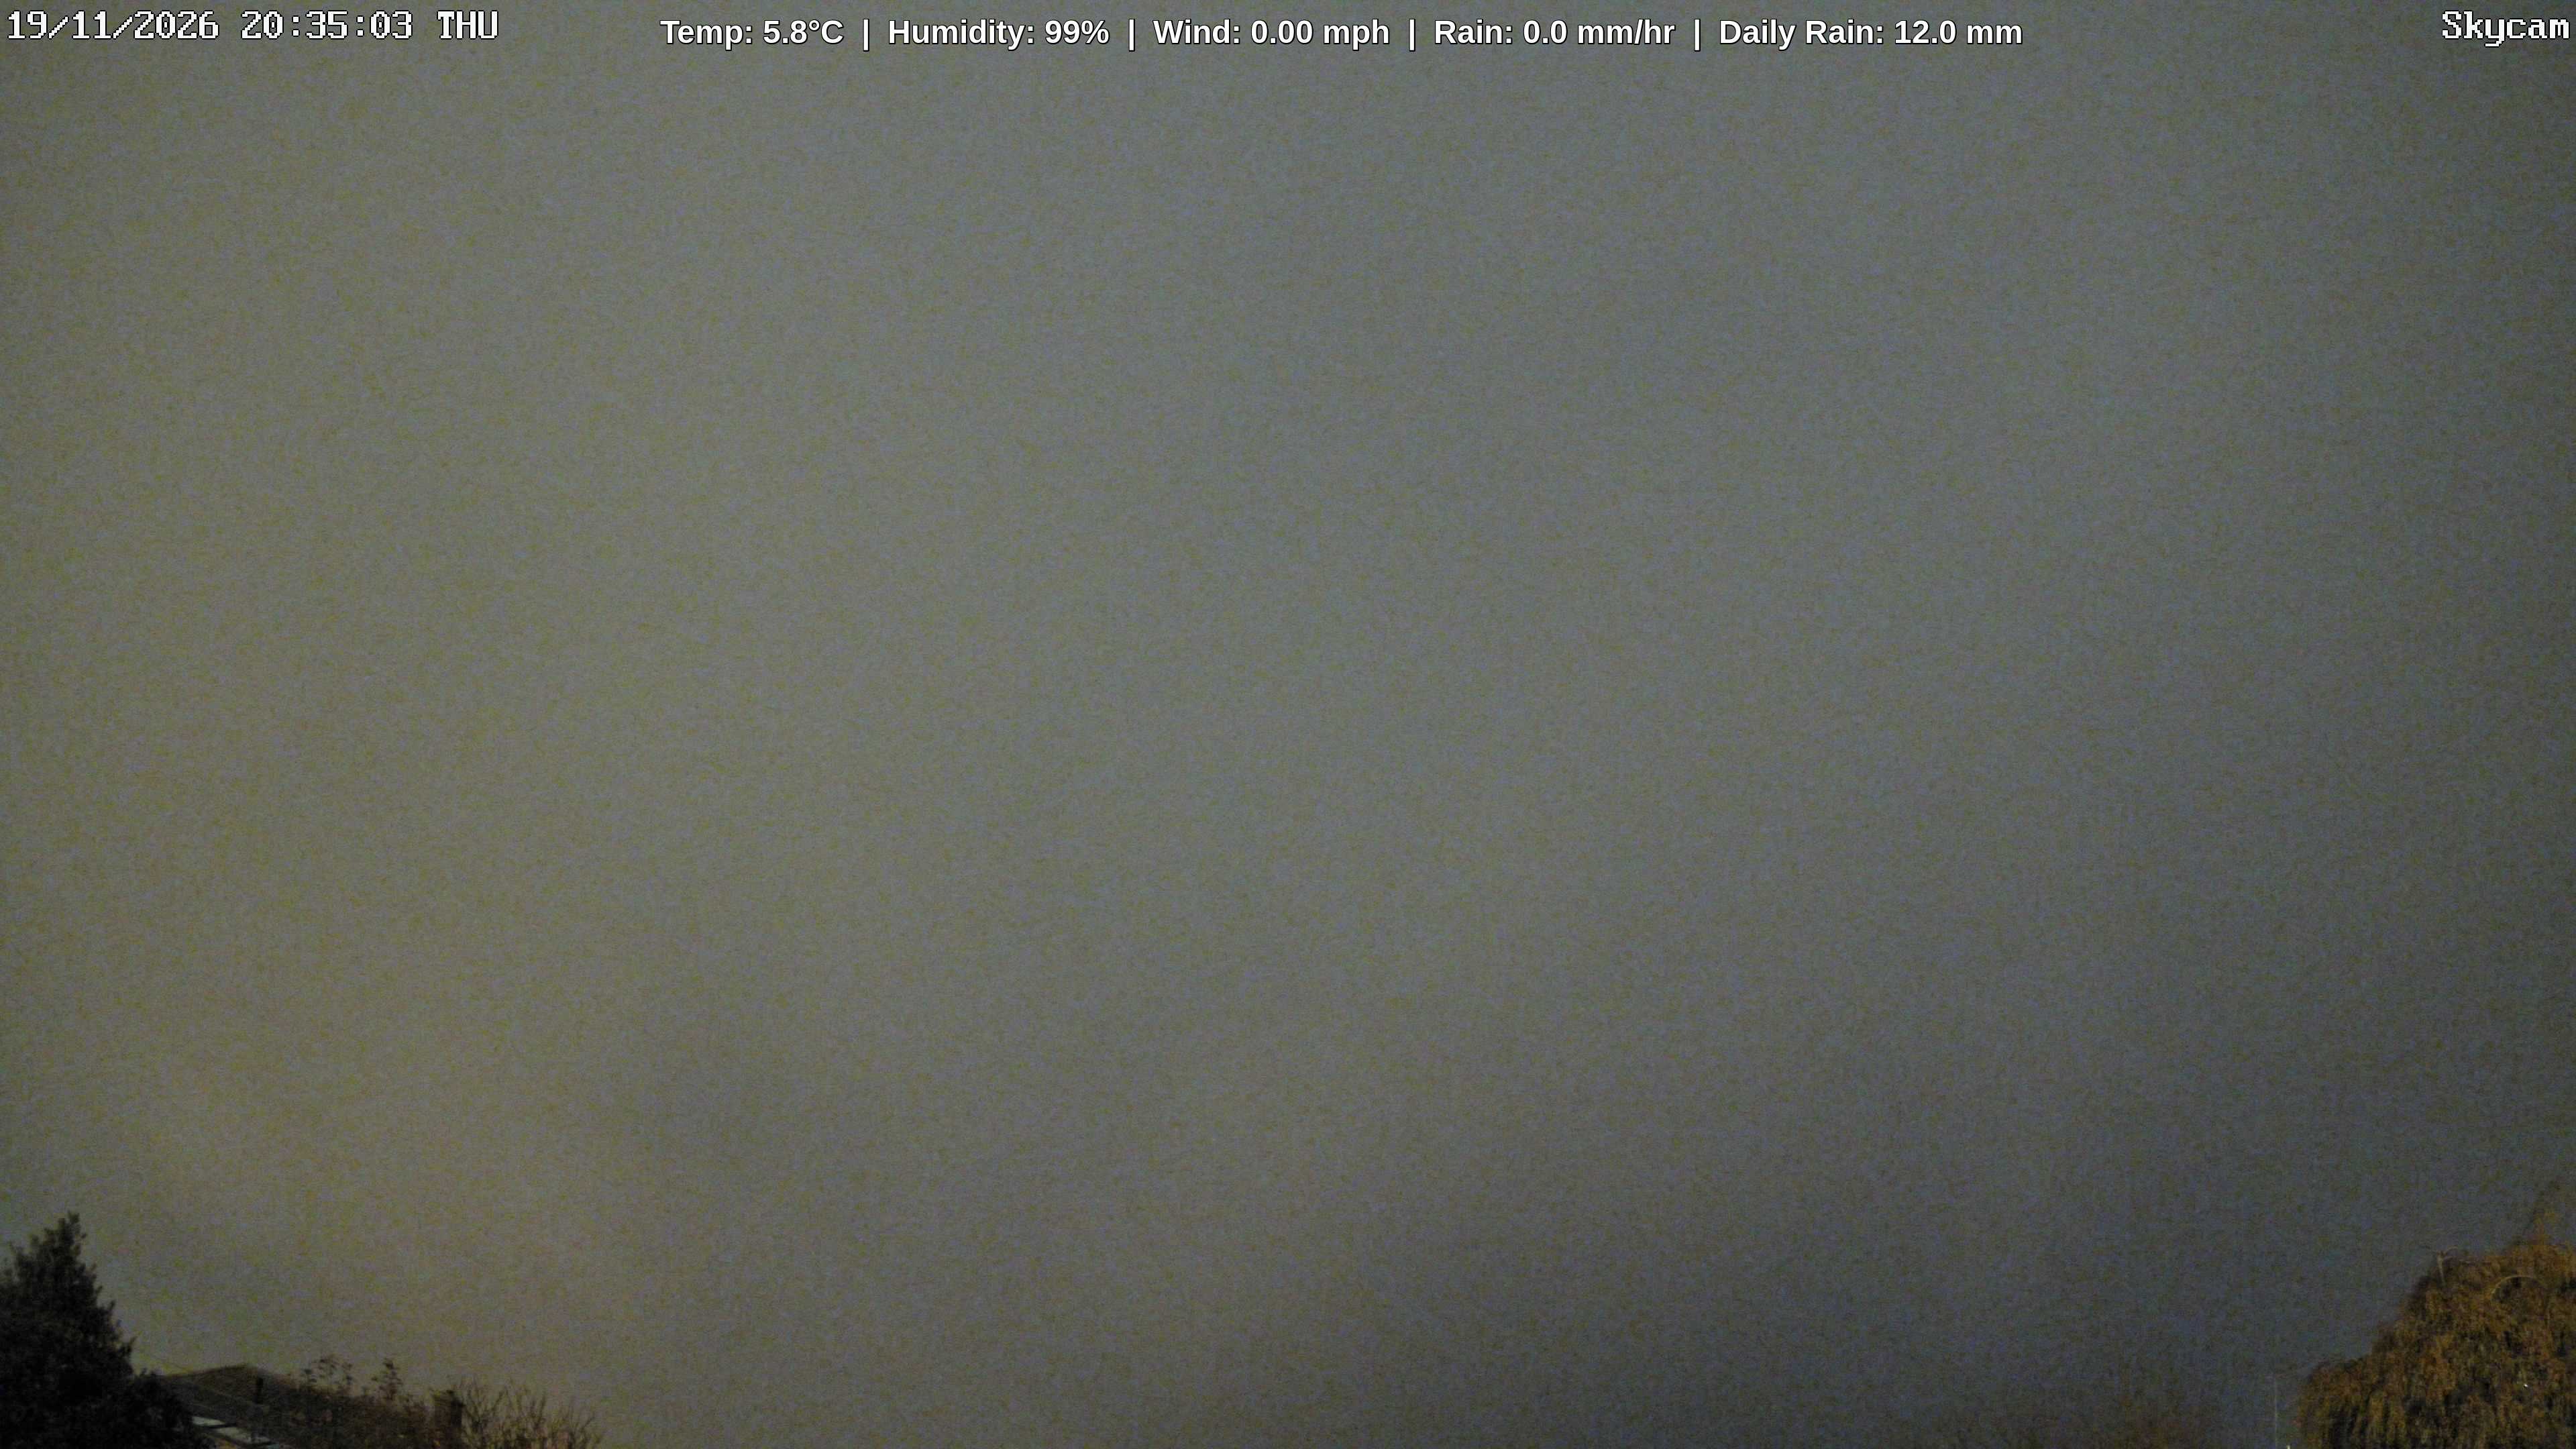 19/11/2026 20:35:03 THU
Temp: 5.8°C | Humidity: 99% | Wind: 0.00 mph | Rain: 0.0 mm/hr | Daily Rain: 12.0 mm
Skycam